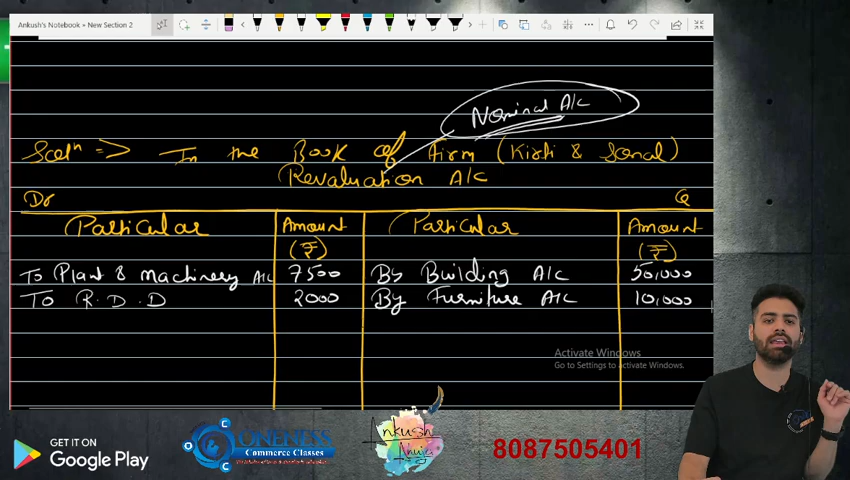 Ankush's Notebook » New Section 2
Nominal A/c
Soln => In the Book of Firm (Kirti & Sonal)
Revaluation A/c
Dr Cr
Particular Amount (₹) Particular Amount (₹)
To Plant & Machinery A/c 7500 By Building A/c 50,000
To R.D.D 2000 By Furniture A/c 10,000
Activate Windows
Go to Settings to Activate Windows.
GET IT ON
Google Play
ONENESS
Commerce Classes
Ankush
Ahuja
8087505401